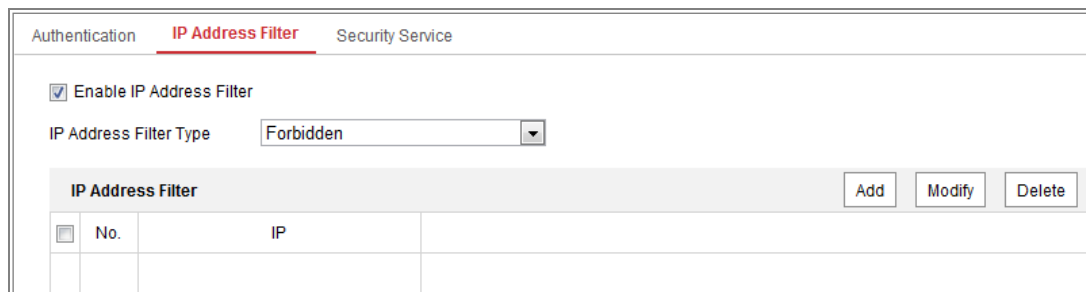 Authentication IP Address Filter Security Service
Enable IP Address Filter
IP Address Filter Type Forbidden
IP Address Filter Add Modify Delete
No. IP